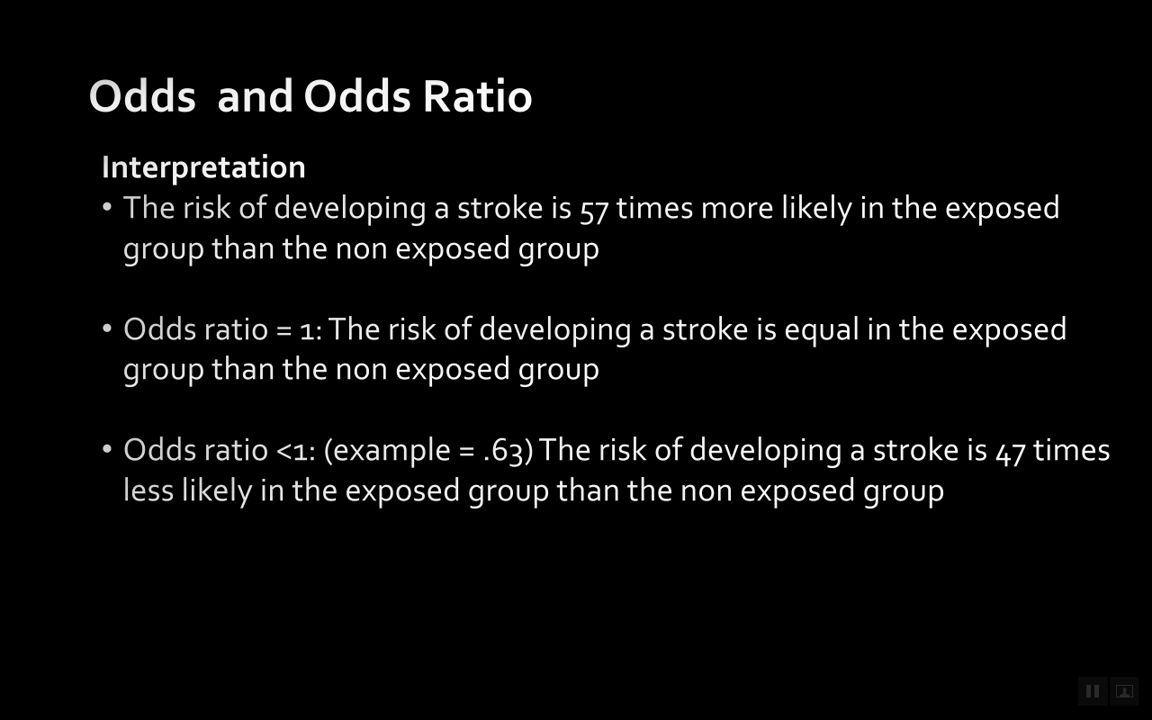 Odds and Odds Ratio
Interpretation
• The risk of developing a stroke is 57 times more likely in the exposed
group than the non exposed group
• Odds ratio = 1: The risk of developing a stroke is equal in the exposed
group than the non exposed group
• Odds ratio <1: (example = .63) The risk of developing a stroke is 47 times
less likely in the exposed group than the non exposed group